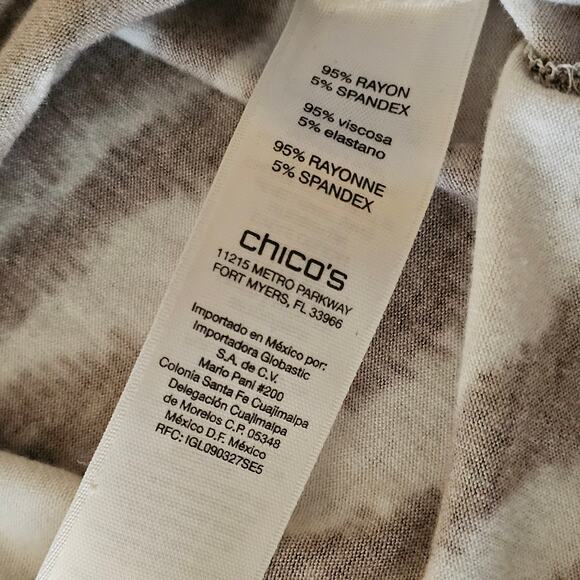 95% RAYON
5% SPANDEX
95% viscosa
5% elastano
95% RAYONNE
5% SPANDEX
chico's
11215 METRO PARKWAY
FORT MYERS, FL 33966
Importado en México por:
Importadora Globastic
S.A. de C.V.
Mario Pani #200
Colonia Santa Fe Cuajimalpa
Delegación Cuajimalpa
de Morelos C.P. 05348
México D.F. México
RFC: IGL090327SE5